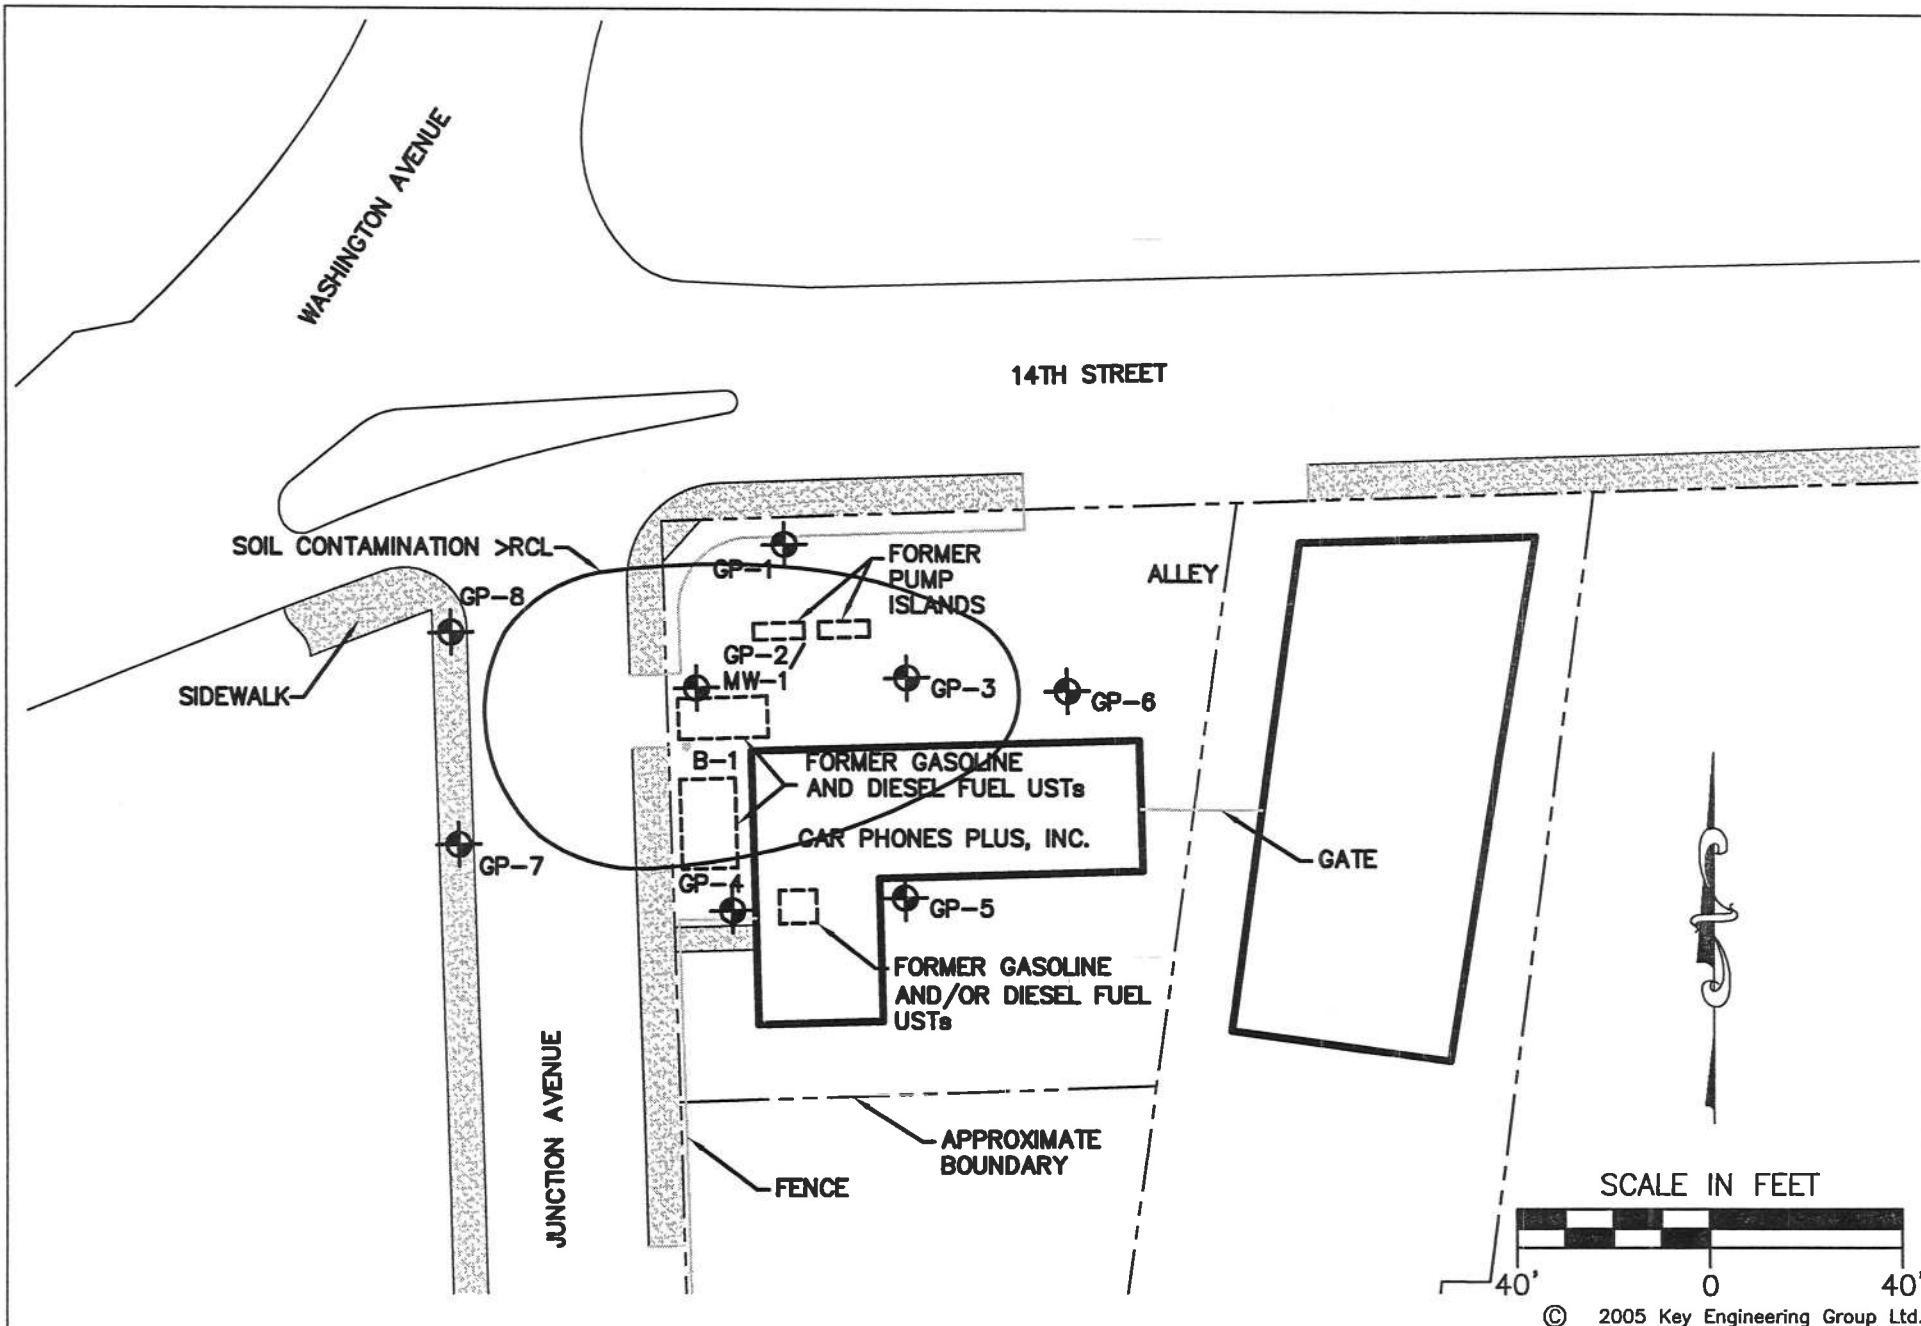 WASHINGTON AVENUE
14TH STREET
SOIL CONTAMINATION >RCL
GP-1
FORMER
PUMP
ISLANDS
ALLEY
GP-8
SIDEWALK
GP-2
MW-1
GP-3
GP-6
B-1
FORMER GASOLINE
AND DIESEL FUEL USTs
CAR PHONES PLUS, INC.
GP-7
GATE
GP-4
GP-5
FORMER GASOLINE
AND/OR DIESEL FUEL
USTs
JUNCTION AVENUE
APPROXIMATE
BOUNDARY
FENCE
SCALE IN FEET
40' 0 40'
© 2005 Key Engineering Group Ltd.